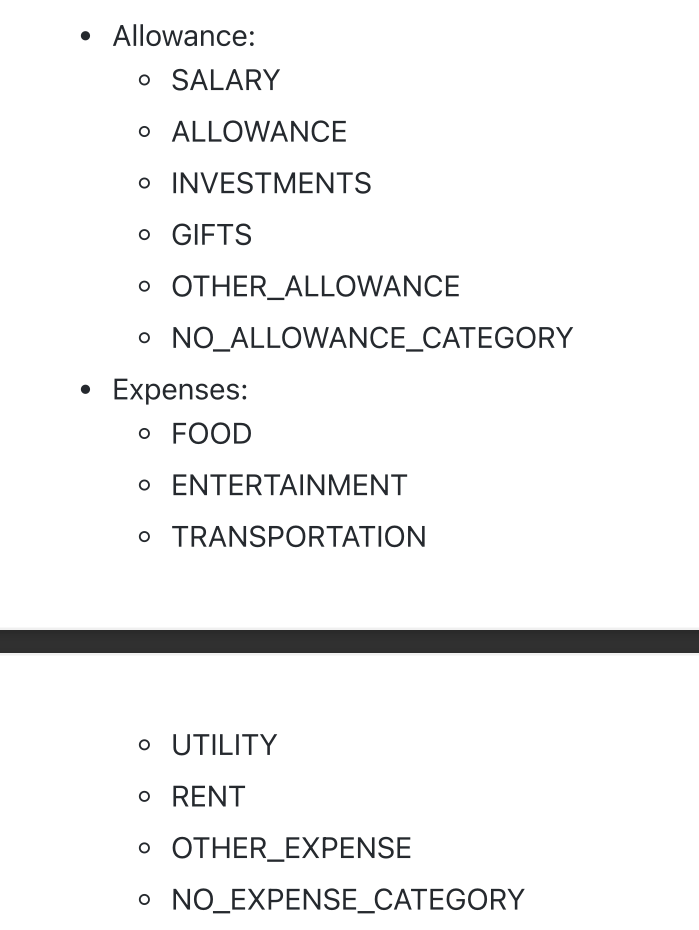 • Allowance:
◦ SALARY
◦ ALLOWANCE
◦ INVESTMENTS
◦ GIFTS
◦ OTHER_ALLOWANCE
◦ NO_ALLOWANCE_CATEGORY
• Expenses:
◦ FOOD
◦ ENTERTAINMENT
◦ TRANSPORTATION
◦ UTILITY
◦ RENT
◦ OTHER_EXPENSE
◦ NO_EXPENSE_CATEGORY